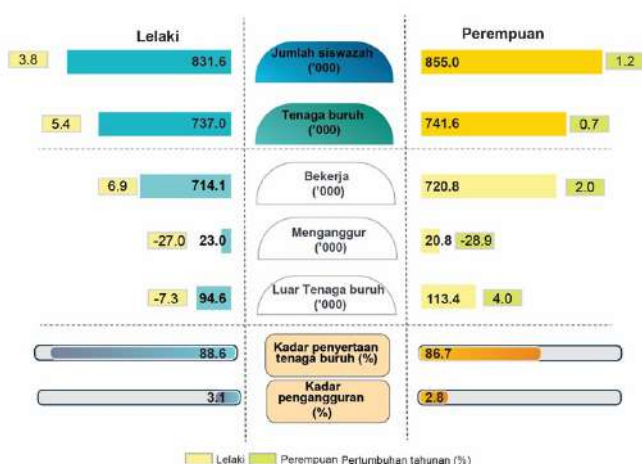 Lelaki
Perempuan
3.8 831.6 Jumlah siswazah ('000) 855.0 1.2
5.4 737.0 Tenaga buruh ('000) 741.6 0.7
6.9 714.1 Bekerja ('000) 720.8 2.0
-27.0 23.0 Menganggur ('000) 20.8 -28.9
-7.3 94.6 Luar Tenaga buruh ('000) 113.4 4.0
88.6 Kadar penyertaan tenaga buruh (%) 86.7
3.1 Kadar pengangguran (%) 2.8
Lelaki Perempuan Pertumbuhan tahunan (%)